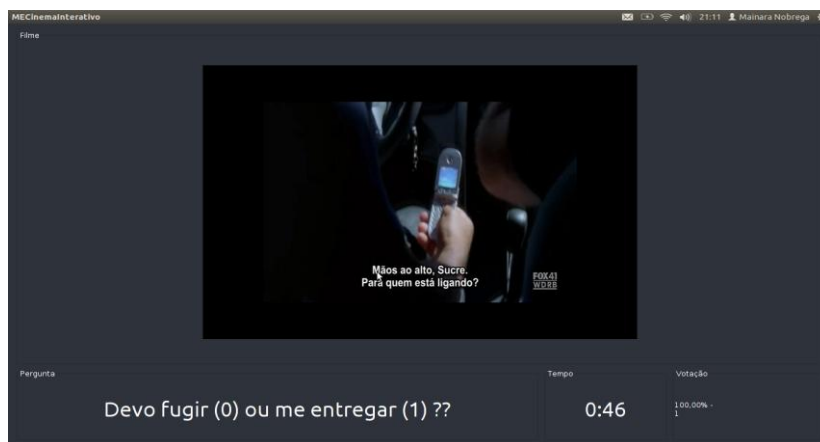 MECinemaInterativo
21:11 Mainara Nobrega
Filme
Mãos ao alto, Sucre.
Para quem está ligando?
FOX41
WDRB
Pergunta
Tempo
Votação
Devo fugir (0) ou me entregar (1) ??
0:46
100,00% -
1